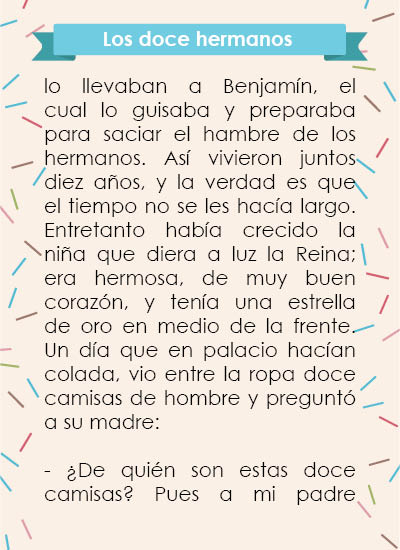 Los doce hermanos
lo llevaban a Benjamín, el
cual lo guisaba y preparaba
para saciar el hambre de los
hermanos. Así vivieron juntos
diez años, y la verdad es que
el tiempo no se les hacía largo.
Entretanto había crecido la
niña que diera a luz la Reina;
era hermosa, de muy buen
corazón, y tenía una estrella
de oro en medio de la frente.
Un día que en palacio hacían
colada, vio entre la ropa doce
camisas de hombre y preguntó
a su madre:
- ¿De quién son estas doce
camisas? Pues a mi padre